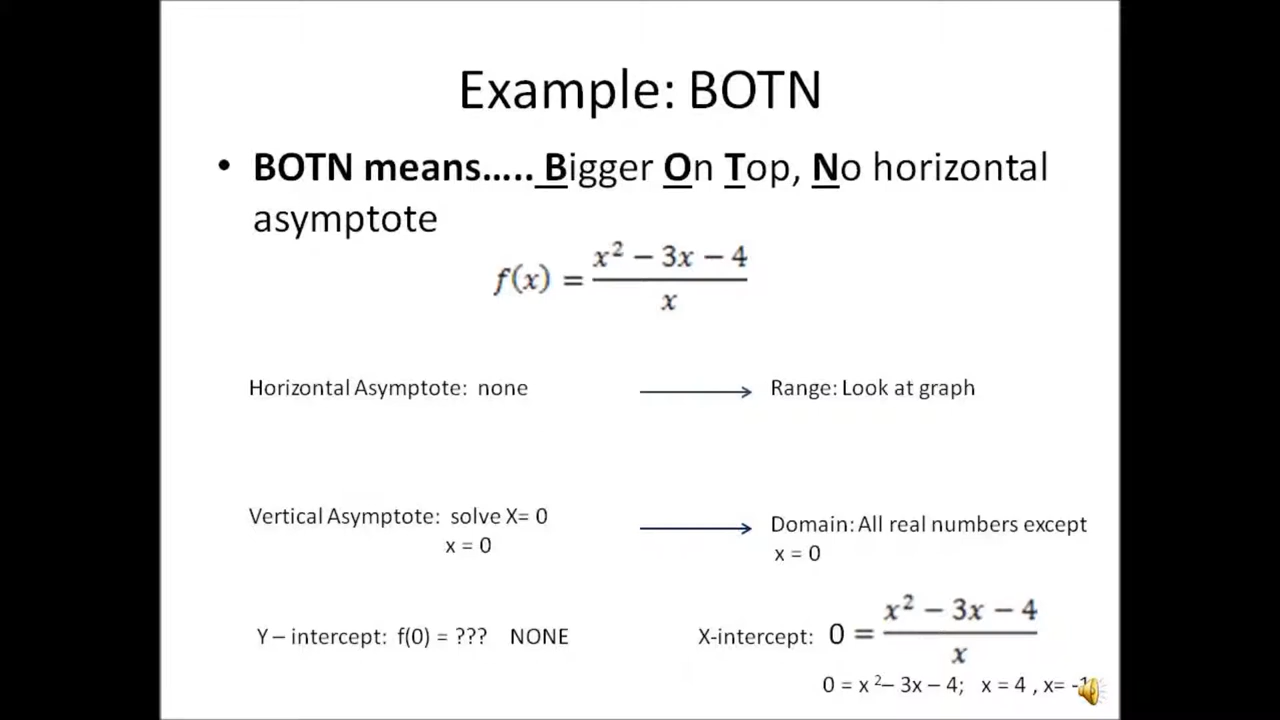 Example: BOTN
• BOTN means….. Bigger On Top, No horizontal
asymptote
f(x) = (x² − 3x − 4) / x
Horizontal Asymptote: none
Range: Look at graph
Vertical Asymptote: solve X= 0
x = 0
Domain: All real numbers except
x = 0
Y – intercept: f(0) = ??? NONE
X-intercept: 0 = (x² − 3x − 4) / x
0 = x ²– 3x – 4; x = 4 , x= -1